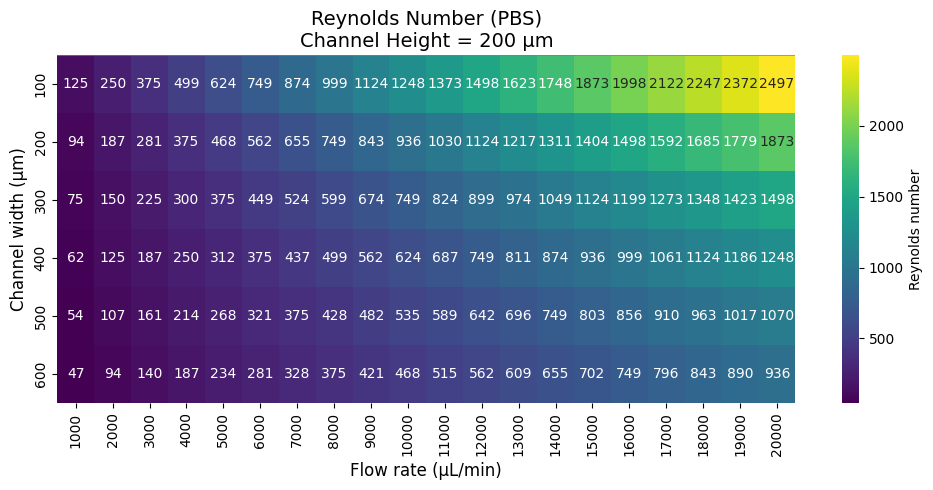 Reynolds Number (PBS)
Channel Height = 200 μm
100 125 250 375 499 624 749 874 999 1124 1248 1373 1498 1623 1748 1873 1998 2122 2247 2372 2497
200 94 187 281 375 468 562 655 749 843 936 1030 1124 1217 1311 1404 1498 1592 1685 1779 1873
300 75 150 225 300 375 449 524 599 674 749 824 899 974 1049 1124 1199 1273 1348 1423 1498
400 62 125 187 250 312 375 437 499 562 624 687 749 811 874 936 999 1061 1124 1186 1248
500 54 107 161 214 268 321 375 428 482 535 589 642 696 749 803 856 910 963 1017 1070
600 47 94 140 187 234 281 328 375 421 468 515 562 609 655 702 749 796 843 890 936
Channel width (μm)
1000 2000 3000 4000 5000 6000 7000 8000 9000 10000 11000 12000 13000 14000 15000 16000 17000 18000 19000 20000
Flow rate (μL/min)
2000
1500
1000
500
Reynolds number